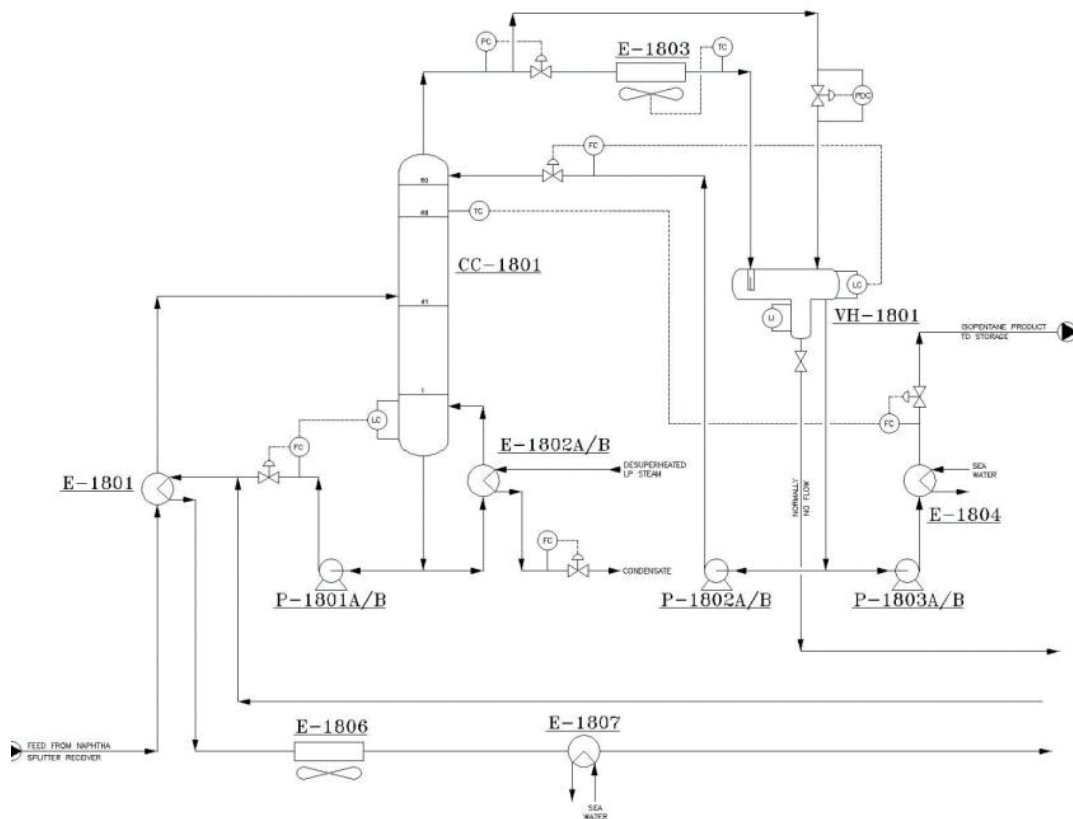 PC
E-1803
TC
PDC
FC
60
68
TC
CC-1801
41
LC
VH-1801
LI
ISOPENTANE PRODUCT
TO STORAGE
1
LC
FC
FC
E-1802A/B
DESUPERHEATED
LP STEAM
SEA
WATER
E-1801
NORMALLY
NO FLOW
E-1804
FC
CONDENSATE
P-1801A/B
P-1802A/B
P-1803A/B
E-1806
E-1807
FEED FROM NAPHTHA
SPLITTER RECEIVER
SEA
WATER